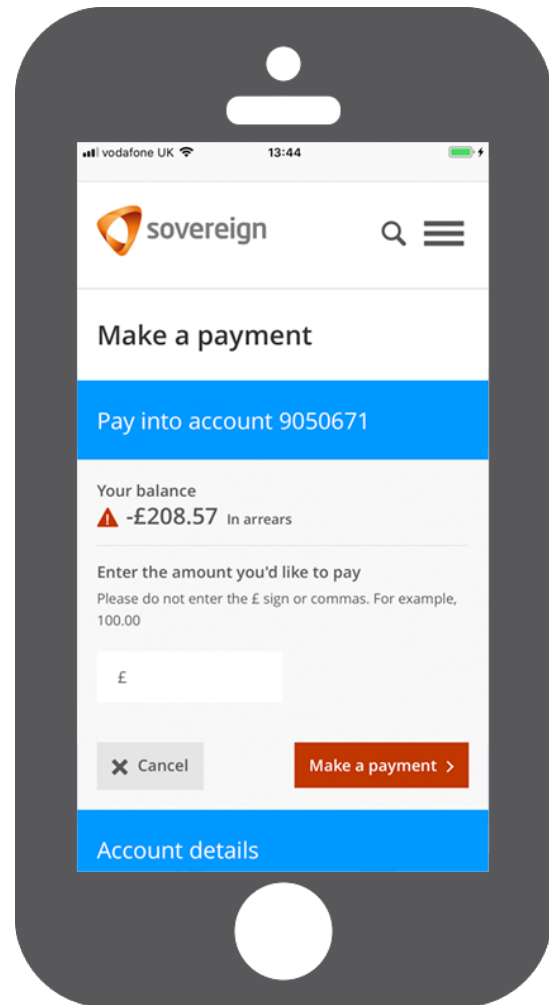 vodafone UK 13:44
sovereign
Make a payment
Pay into account 9050671
Your balance
-£208.57 In arrears
Enter the amount you'd like to pay
Please do not enter the £ sign or commas. For example,
100.00
£
Cancel Make a payment
Account details